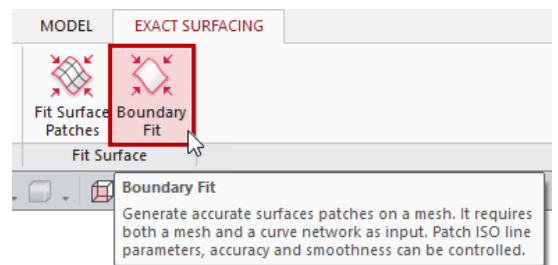 MODEL EXACT SURFACING
Fit Surface Patches
Boundary Fit
Fit Surface
Boundary Fit
Generate accurate surfaces patches on a mesh. It requires
both a mesh and a curve network as input. Patch ISO line
parameters, accuracy and smoothness can be controlled.